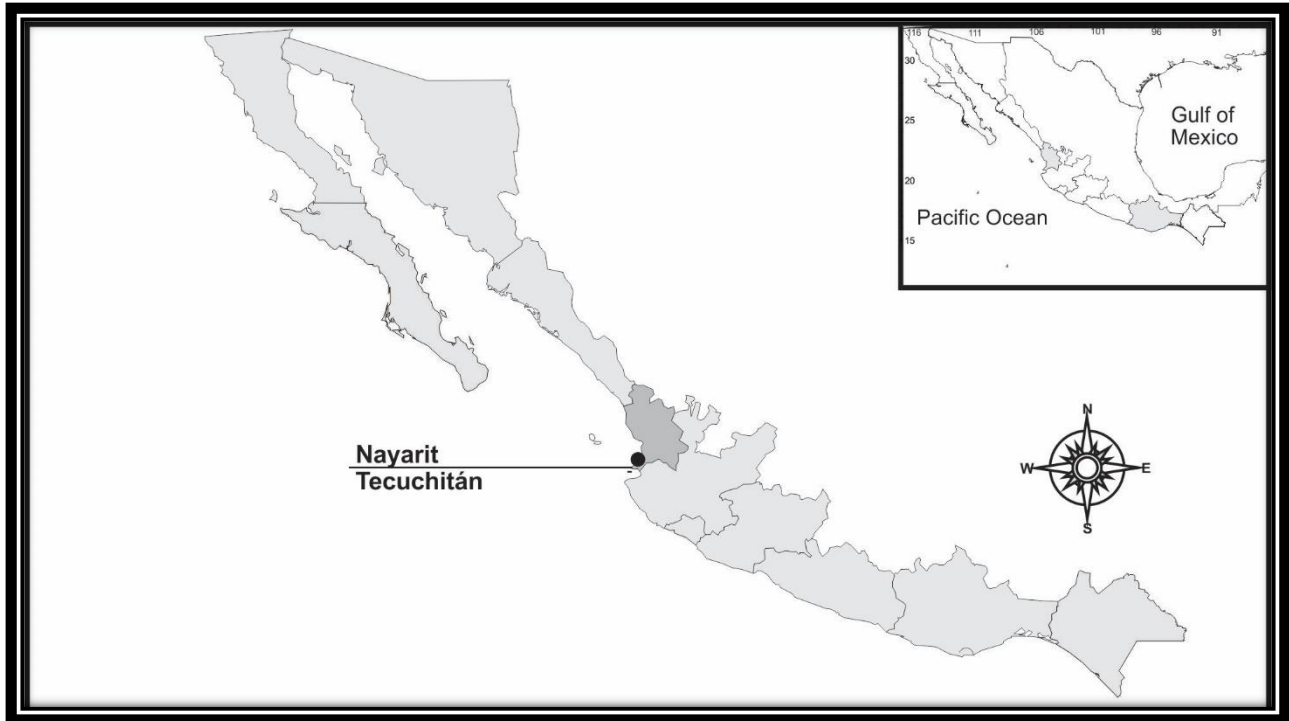 116 111 106 101 96 91
30
25
20
15
Gulf of
Mexico
Pacific Ocean
Nayarit
Tecuchitán
N
W E
S